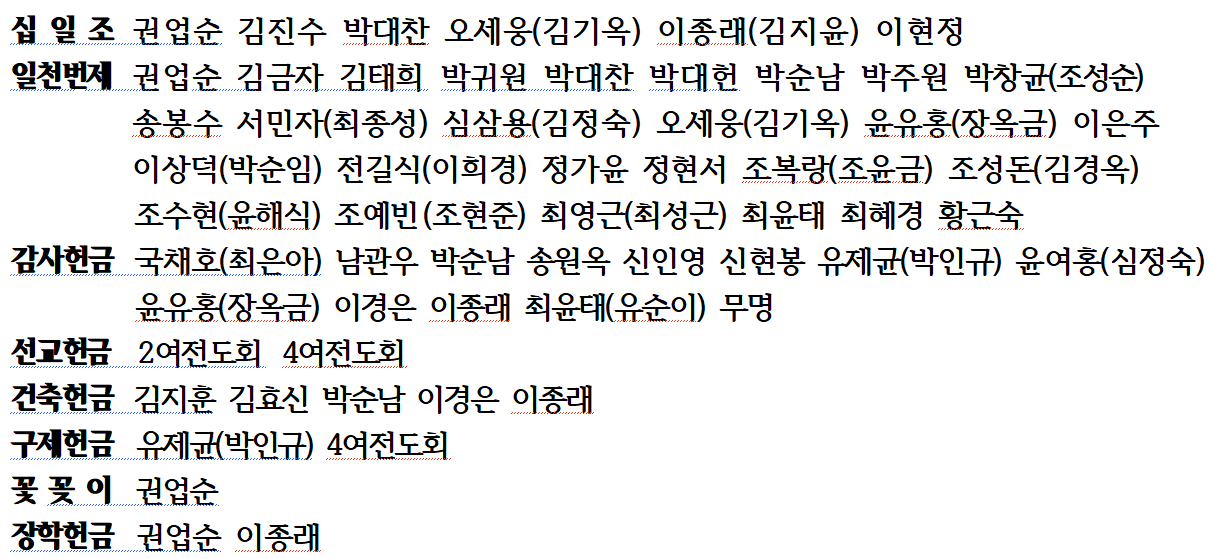 십 일 조 권업순 김진수 박대찬 오세웅(김기옥) 이종래(김지윤) 이현정
일천번제 권업순 김금자 김태희 박귀원 박대찬 박대헌 박순남 박주원 박창균(조성순)
송봉수 서민자(최종성) 심삼용(김정숙) 오세웅(김기옥) 윤유홍(장옥금) 이은주
이상덕(박순임) 전길식(이희경) 정가윤 정현서 조복랑(조윤금) 조성돈(김경옥)
조수현(윤해식) 조예빈(조현준) 최영근(최성근) 최윤태 최혜경 황근숙
감사헌금 국채호(최은아) 남관우 박순남 송원옥 신인영 신현봉 유제균(박인규) 윤여홍(심정숙)
윤유홍(장옥금) 이경은 이종래 최윤태(유순이) 무명
선교헌금 2여전도회 4여전도회
건축헌금 김지훈 김효신 박순남 이경은 이종래
구제헌금 유제균(박인규) 4여전도회
꽃 꽂 이 권업순
장학헌금 권업순 이종래